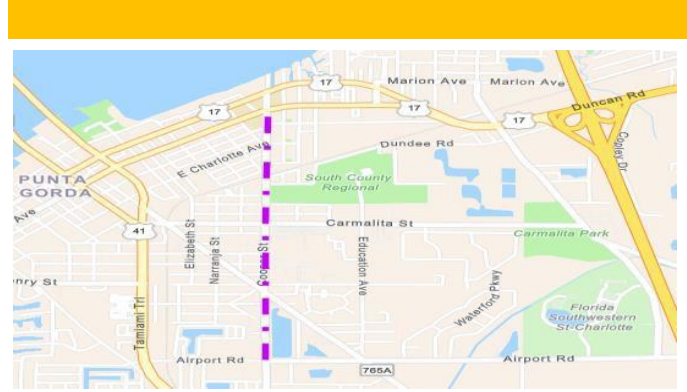 17
Marion Ave
Marion Ave
17
17
17
Duncan Rd
E Charlotte Ave
Dundee Rd
Copley Dr
PUNTA
GORDA
South County
Regional
Ave
41
Elizabeth St
Narranja St
Cooper St
Carmalita St
Education Ave
Carmalita Park
nry St
Waterford Pkwy
Florida
Southwestern
St-Charlotte
Tamiami Trl
Airport Rd
765A
Airport Rd